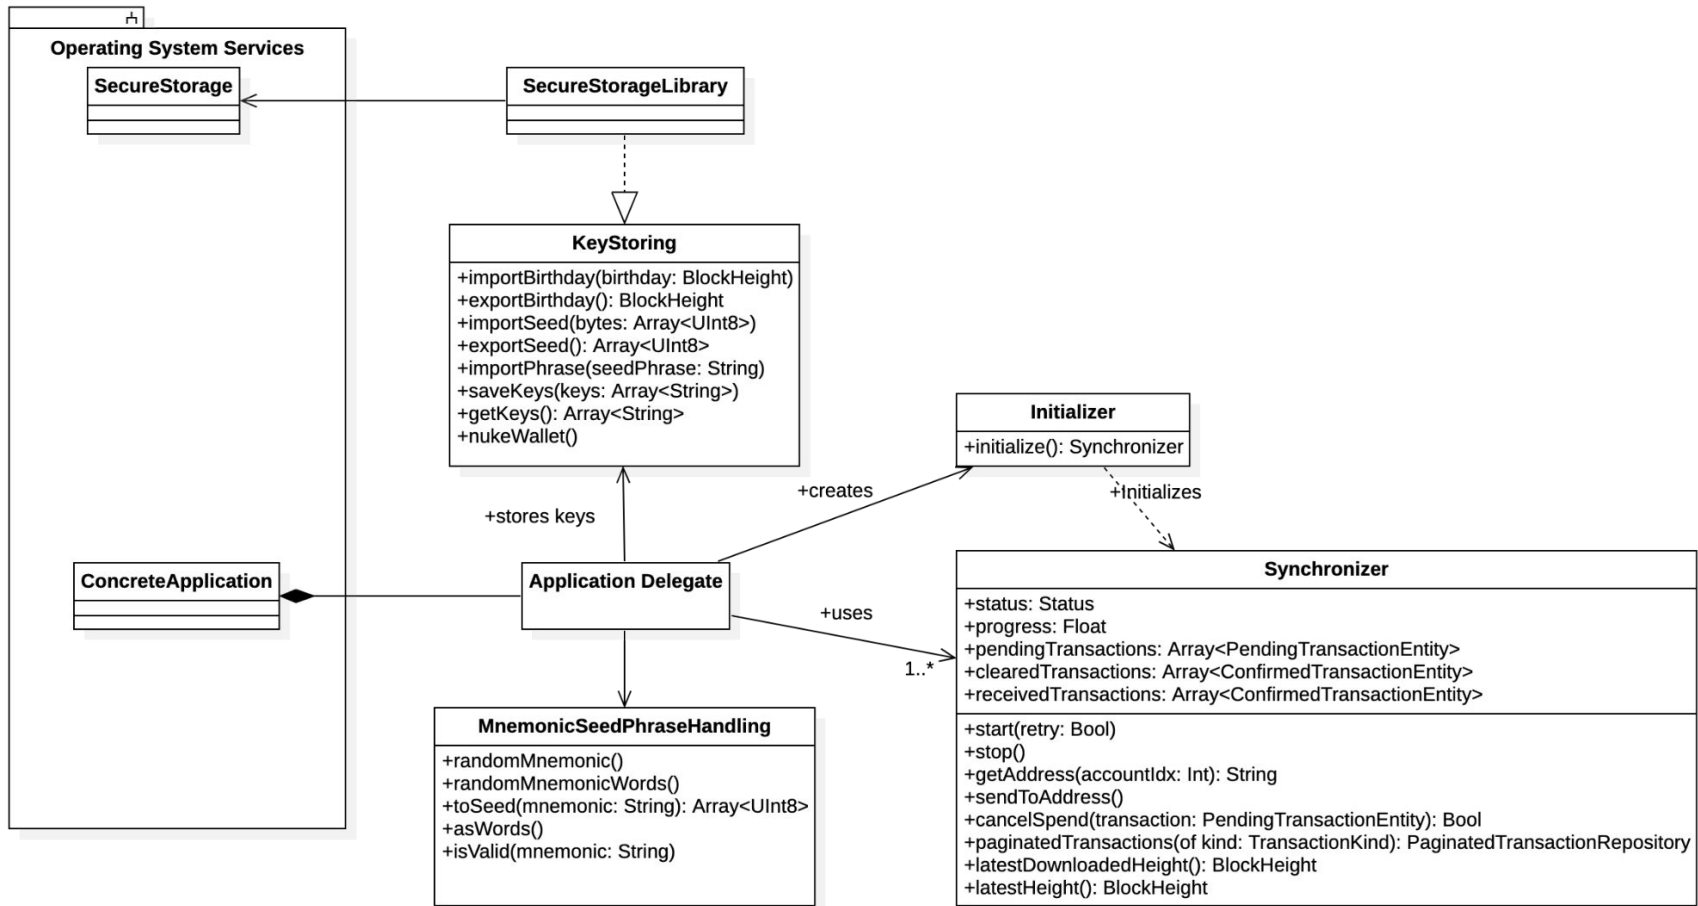 Operating System Services
SecureStorage
SecureStorageLibrary
KeyStoring
+importBirthday(birthday: BlockHeight)
+exportBirthday(): BlockHeight
+importSeed(bytes: Array<UInt8>)
+exportSeed(): Array<UInt8>
+importPhrase(seedPhrase: String)
+saveKeys(keys: Array<String>)
+getKeys(): Array<String>
+nukeWallet()
Initializer
+initialize(): Synchronizer
+creates
+Initializes
+stores keys
ConcreteApplication
Application Delegate
+uses
1..*
Synchronizer
+status: Status
+progress: Float
+pendingTransactions: Array<PendingTransactionEntity>
+clearedTransactions: Array<ConfirmedTransactionEntity>
+receivedTransactions: Array<ConfirmedTransactionEntity>
+start(retry: Bool)
+stop()
+getAddress(accountIdx: Int): String
+sendToAddress()
+cancelSpend(transaction: PendingTransactionEntity): Bool
+paginatedTransactions(of kind: TransactionKind): PaginatedTransactionRepository
+latestDownloadedHeight(): BlockHeight
+latestHeight(): BlockHeight
MnemonicSeedPhraseHandling
+randomMnemonic()
+randomMnemonicWords()
+toSeed(mnemonic: String): Array<UInt8>
+asWords()
+isValid(mnemonic: String)